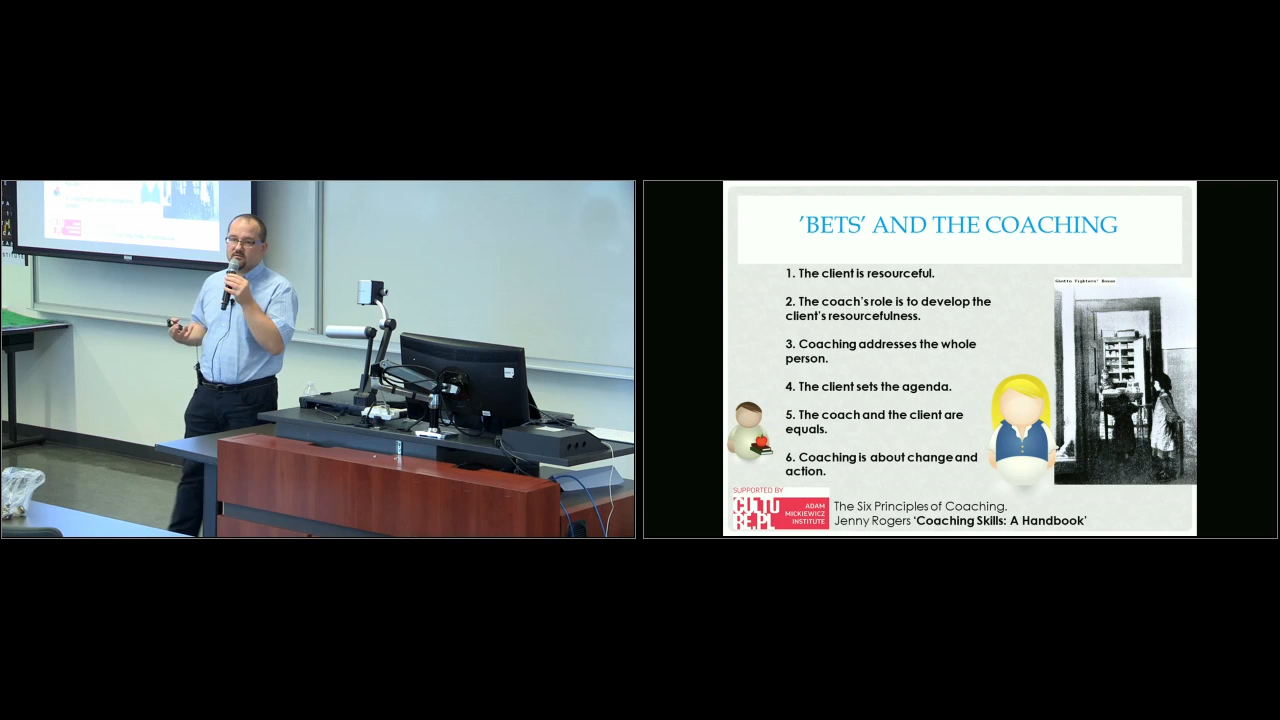 'BETS' AND THE COACHING
1. The client is resourceful.
2. The coach's role is to develop the
client's resourcefulness.
3. Coaching addresses the whole
person.
4. The client sets the agenda.
5. The coach and the client are
equals.
6. Coaching is about change and
action.
Ghetto Fighters' House
SUPPORTED BY
CULTU
RE.PL
ADAM
MICKIEWICZ
INSTITUTE
The Six Principles of Coaching.
Jenny Rogers 'Coaching Skills: A Handbook'